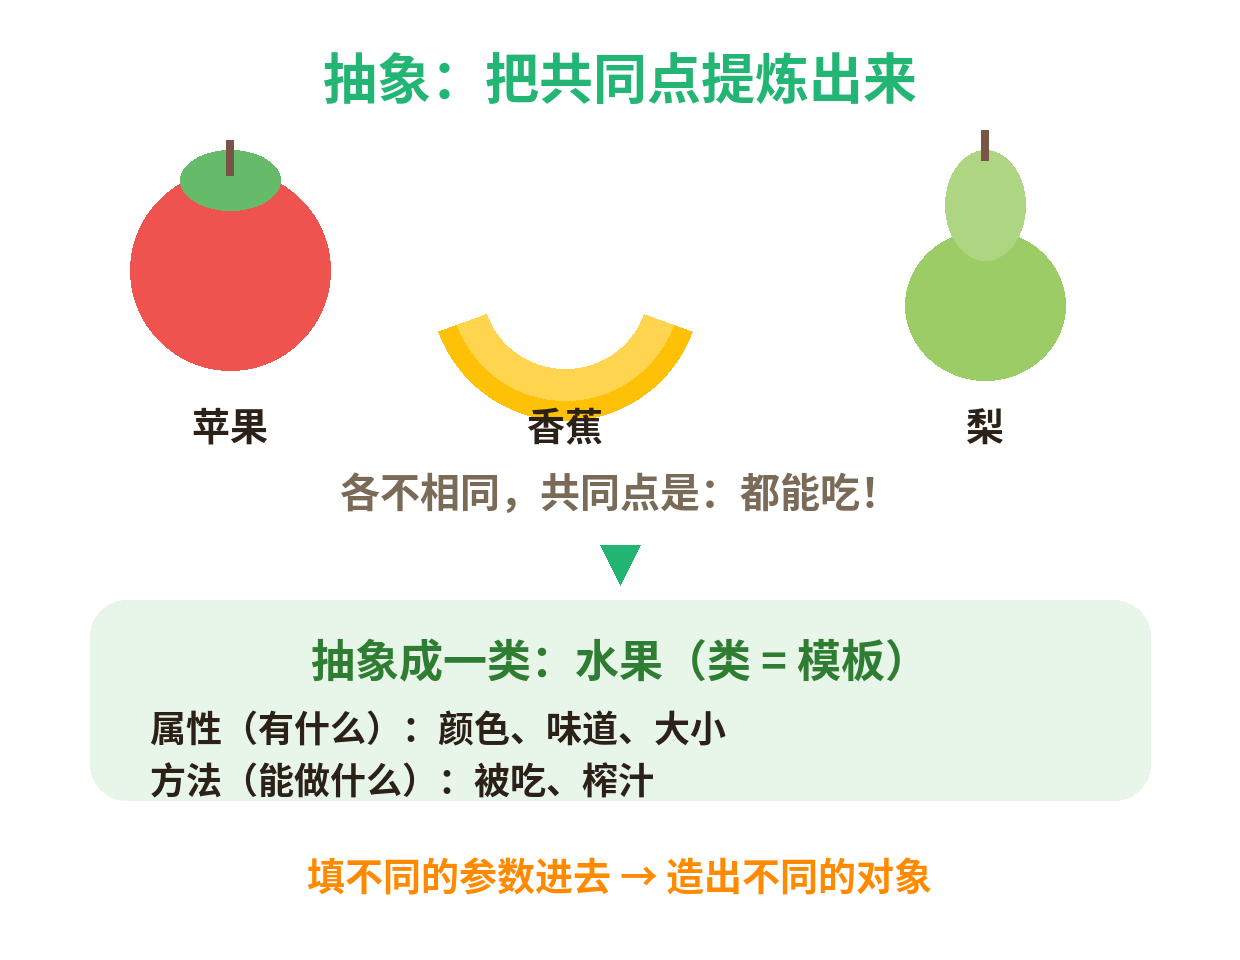 抽象：把共同点提炼出来
苹果
香蕉
梨
各不相同，共同点是：都能吃！
抽象成一类：水果（类 = 模板）
属性（有什么）：颜色、味道、大小
方法（能做什么）：被吃、榨汁
填不同的参数进去 → 造出不同的对象